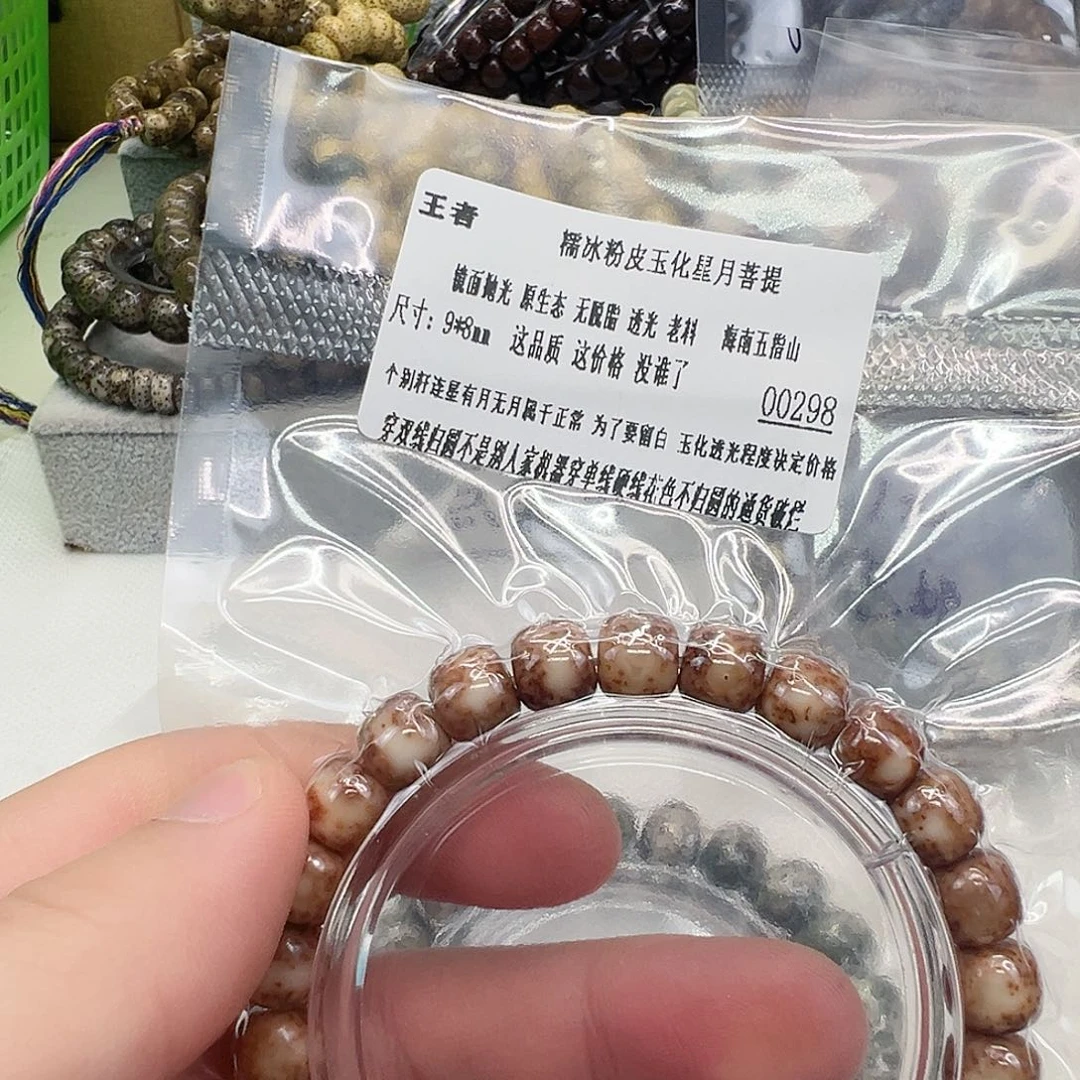 王者
糯冰粉皮玉化星月菩提
镜面抛光 原生态 无脱脂 透光 老料 海南五指山
尺寸：9*8mm 这品质 这价格 没谁了
00298
个别籽连星有月无月属于正常 为了要留白 玉化透光程度决定价格
穿双线归圆不是别人家机器穿单线硬线花色不归圆的通货破烂